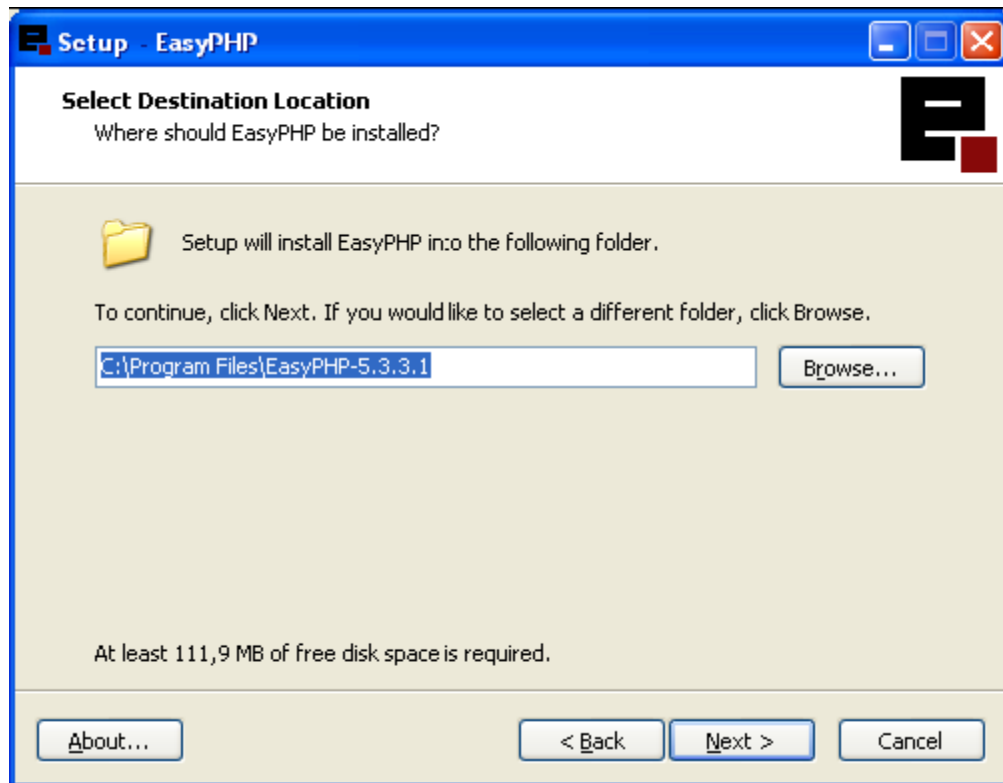 Setup - EasyPHP
Select Destination Location
Where should EasyPHP be installed?
Setup will install EasyPHP into the following folder.
To continue, click Next. If you would like to select a different folder, click Browse.
C:\Program Files\EasyPHP-5.3.3.1
Browse...
At least 111,9 MB of free disk space is required.
About...
< Back
Next >
Cancel